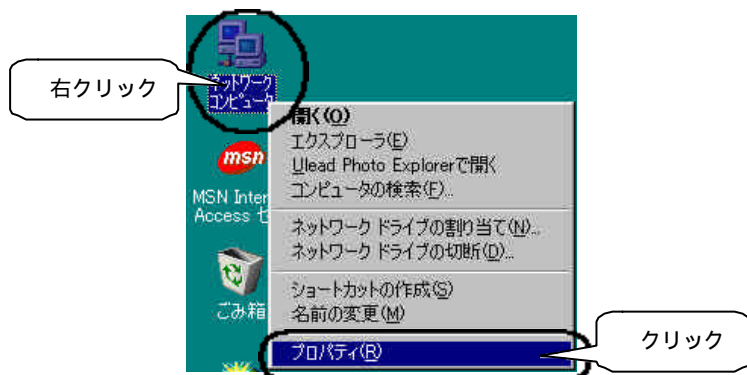 右クリック
ネットワーク
コンピュータ
開く(O)
エクスプローラ(E)
Ulead Photo Explorerで開く
コンピュータの検索(F)...
ネットワーク ドライブの割り当て(N)...
ネットワーク ドライブの切断(D)...
ショートカットの作成(S)
名前の変更(M)
プロパティ(R)
クリック
msn
MSN Inter
Access セ
ごみ箱